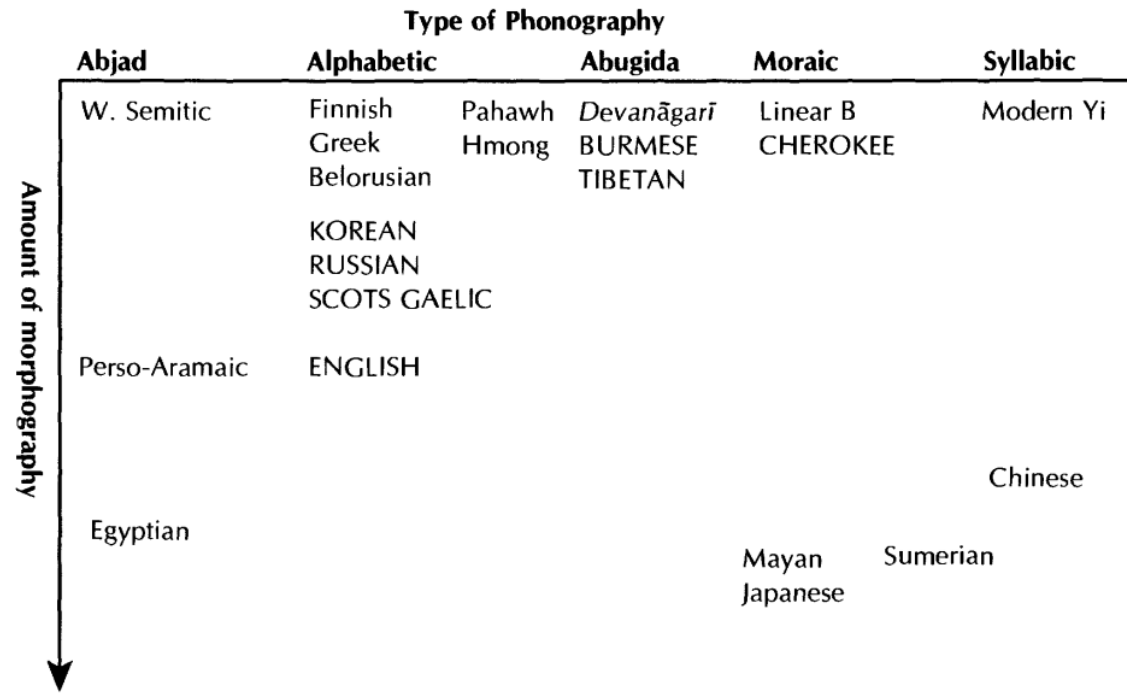 Type of Phonography
Abjad Alphabetic Abugida Moraic Syllabic
W. Semitic Finnish Pahawh Devanāgarī Linear B Modern Yi
Greek Hmong BURMESE CHEROKEE
Belorusian TIBETAN
KOREAN
RUSSIAN
SCOTS GAELIC
Perso-Aramaic ENGLISH
Chinese
Egyptian
Mayan Sumerian
Japanese
Amount of morphography